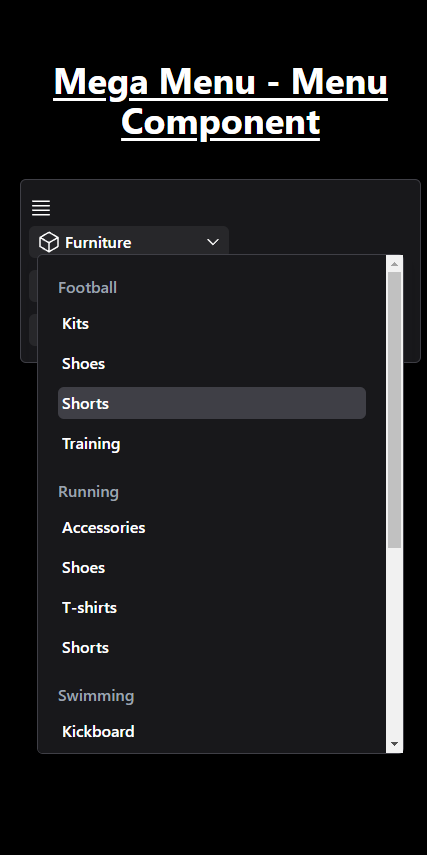 Mega Menu - Menu
Component
Furniture
Football
Kits
Shoes
Shorts
Training
Running
Accessories
Shoes
T-shirts
Shorts
Swimming
Kickboard